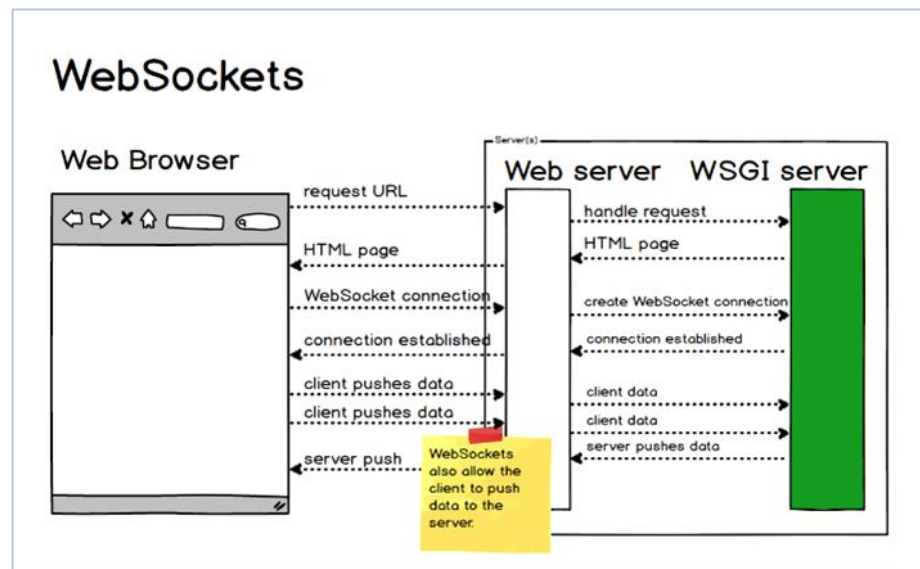 WebSockets
Server(s)
Web Browser
Web server
WSGI server
request URL
handle request
HTML page
HTML page
WebSocket connection
create WebSocket connection
connection established
connection established
client pushes data
client data
client pushes data
client data
server pushes data
server push
WebSockets
also allow the
client to push
data to the
server.